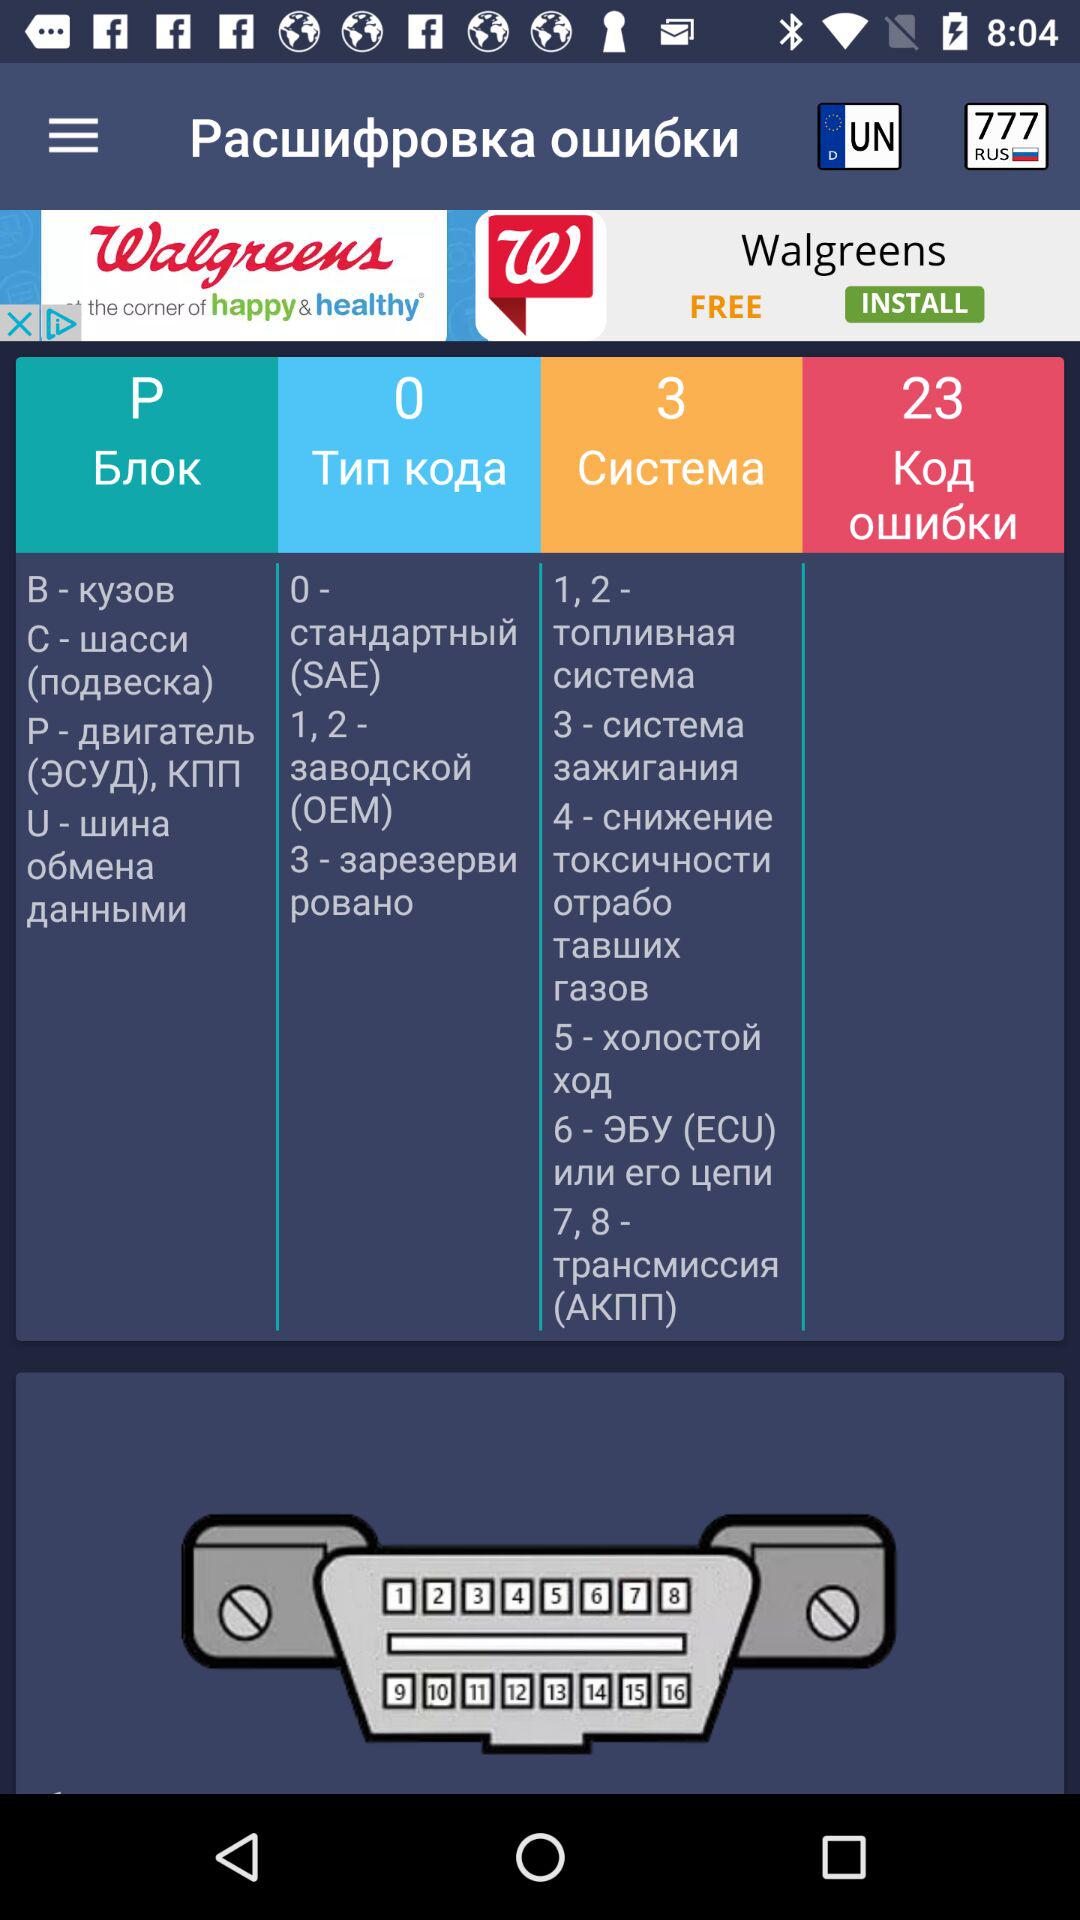 8:04
Расшифровка ошибки
D UN
777
RUS
Walgreens
at the corner of happy & healthy®
W
Walgreens
FREE
INSTALL
P
Блок
0
Тип кода
3
Система
23
Код
ошибки
B - кузов
C - шасси
(подвеска)
P - двигатель
(ЭСУД), КПП
U - шина
обмена
данными
0 -
стандартный
(SAE)
1, 2 -
заводской
(OEM)
3 - зарезерви
ровано
1, 2 -
топливная
система
3 - система
зажигания
4 - снижение
токсичности
отрабо
тавших
газов
5 - холостой
ход
6 - ЭБУ (ECU)
или его цепи
7, 8 -
трансмиссия
(АКПП)
1 2 3 4 5 6 7 8
9 10 11 12 13 14 15 16